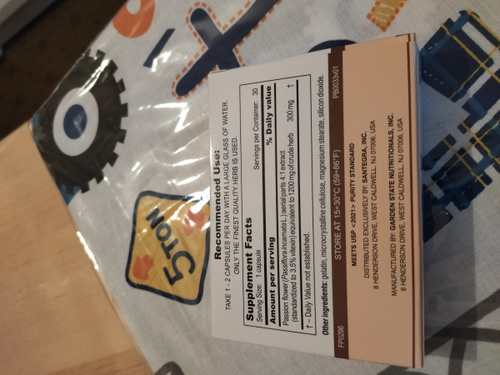 Recommended Use:
TAKE 1 - 2 CAPSULES PER DAY WITH A LARGE GLASS OF WATER.
ONLY THE FINEST QUALITY HERB IS USED.
Supplement Facts
Serving Size: 1 capsule Servings per Container: 30
Amount per serving % Daily value
Passion flower (Passiflora incarnata) L.) aerial parts 4:1 extract
(standardized to 3.5% vitexin) equivalent to 1200 mg of crude herb 300 mg †
† – Daily Value not established.
Other ingredients: gelatin, microcrystalline cellulose, magnesium stearate, silicon dioxide.
FP0296 STORE AT 15-30°C (59-86°F) PB0033v01
MEETS USP <2021> PURITY STANDARD
DISTRIBUTED EXCLUSIVELY BY: SANTEGRA, INC.
8 HENDERSON DRIVE, WEST CALDWELL, NJ 07006, USA
MANUFACTURED BY: GARDEN STATE NUTRITIONALS, INC.
8 HENDERSON DRIVE, WEST CALDWELL, NJ 07006, USA
5TON